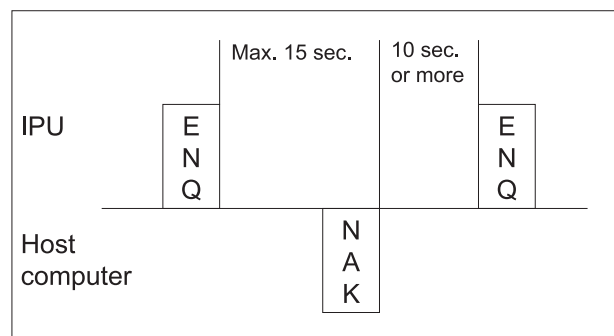 Max. 15 sec.
10 sec.
or more
IPU
E
N
Q
E
N
Q
Host
computer
N
A
K